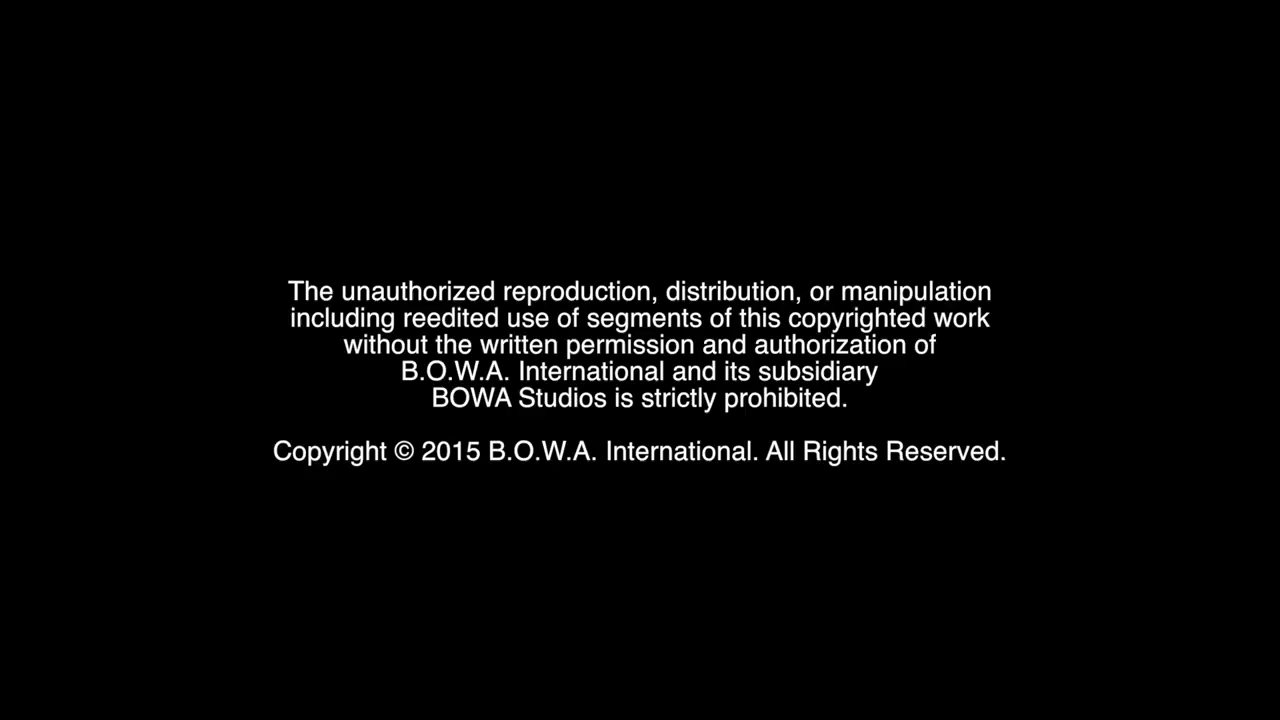 The unauthorized reproduction, distribution, or manipulation
including reedited use of segments of this copyrighted work
without the written permission and authorization of
B.O.W.A. International and its subsidiary
BOWA Studios is strictly prohibited.
Copyright © 2015 B.O.W.A. International. All Rights Reserved.